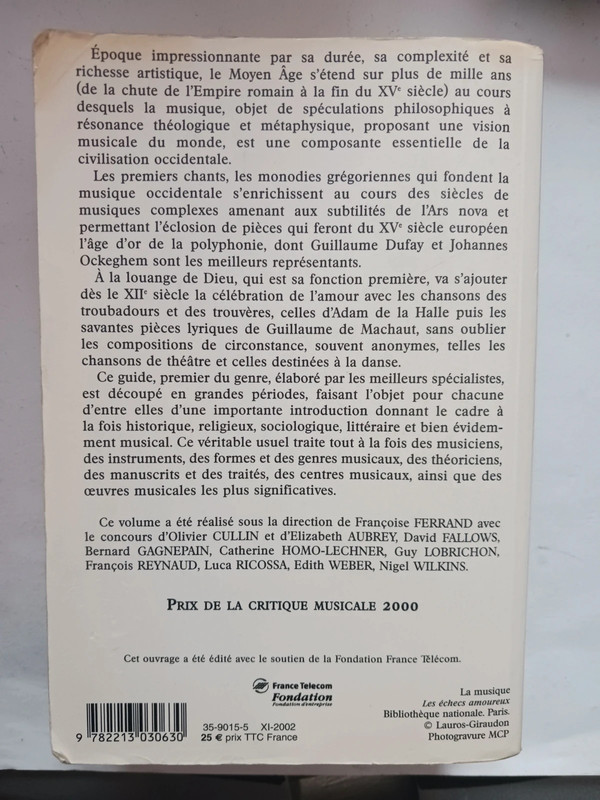 Époque impressionnante par sa durée, sa complexité et sa
richesse artistique, le Moyen Âge s'étend sur plus de mille ans
(de la chute de l'Empire romain à la fin du XVe siècle) au cours
desquels la musique, objet de spéculations philosophiques à
résonance théologique et métaphysique, proposant une vision
musicale du monde, est une composante essentielle de la
civilisation occidentale.
Les premiers chants, les monodies grégoriennes qui fondent la
musique occidentale s'enrichissent au cours des siècles de
musiques complexes amenant aux subtilités de l'Ars nova et
permettant l'éclosion de pièces qui feront du XVe siècle européen
l'âge d'or de la polyphonie, dont Guillaume Dufay et Johannes
Ockeghem sont les meilleurs représentants.
À la louange de Dieu, qui est sa fonction première, va s'ajouter
dès le XIIe siècle la célébration de l'amour avec les chansons des
troubadours et des trouvères, celles d'Adam de la Halle puis les
savantes pièces lyriques de Guillaume de Machaut, sans oublier
les compositions de circonstance, souvent anonymes, telles les
chansons de théâtre et celles destinées à la danse.
Ce guide, premier du genre, élaboré par les meilleurs spécialistes,
est découpé en grandes périodes, faisant l'objet pour chacune
d'entre elles d'une importante introduction donnant le cadre à
la fois historique, religieux, sociologique, littéraire et bien évidem-
ment musical. Ce véritable usuel traite tout à la fois des musiciens,
des instruments, des formes et des genres musicaux, des théoriciens,
des manuscrits et des traités, des centres musicaux, ainsi que des
œuvres musicales les plus significatives.
Ce volume a été réalisé sous la direction de Françoise FERRAND avec
le concours d'Olivier CULLIN et d'Elizabeth AUBREY, David FALLOWS,
Bernard GAGNEPAIN, Catherine HOMO-LECHNER, Guy LOBRICHON,
François REYNAUD, Luca RICOSSA, Edith WEBER, Nigel WILKINS.
PRIX DE LA CRITIQUE MUSICALE 2000
Cet ouvrage a été édité avec le soutien de la Fondation France Télécom.
France Telecom
Fondation
Fondation d'entreprise
La musique
Les échecs amoureux
Bibliothèque nationale. Paris.
© Lauros-Giraudon
Photogravure MCP
35-9015-5 XI-2002
25 € prix TTC France
9 782213 030630